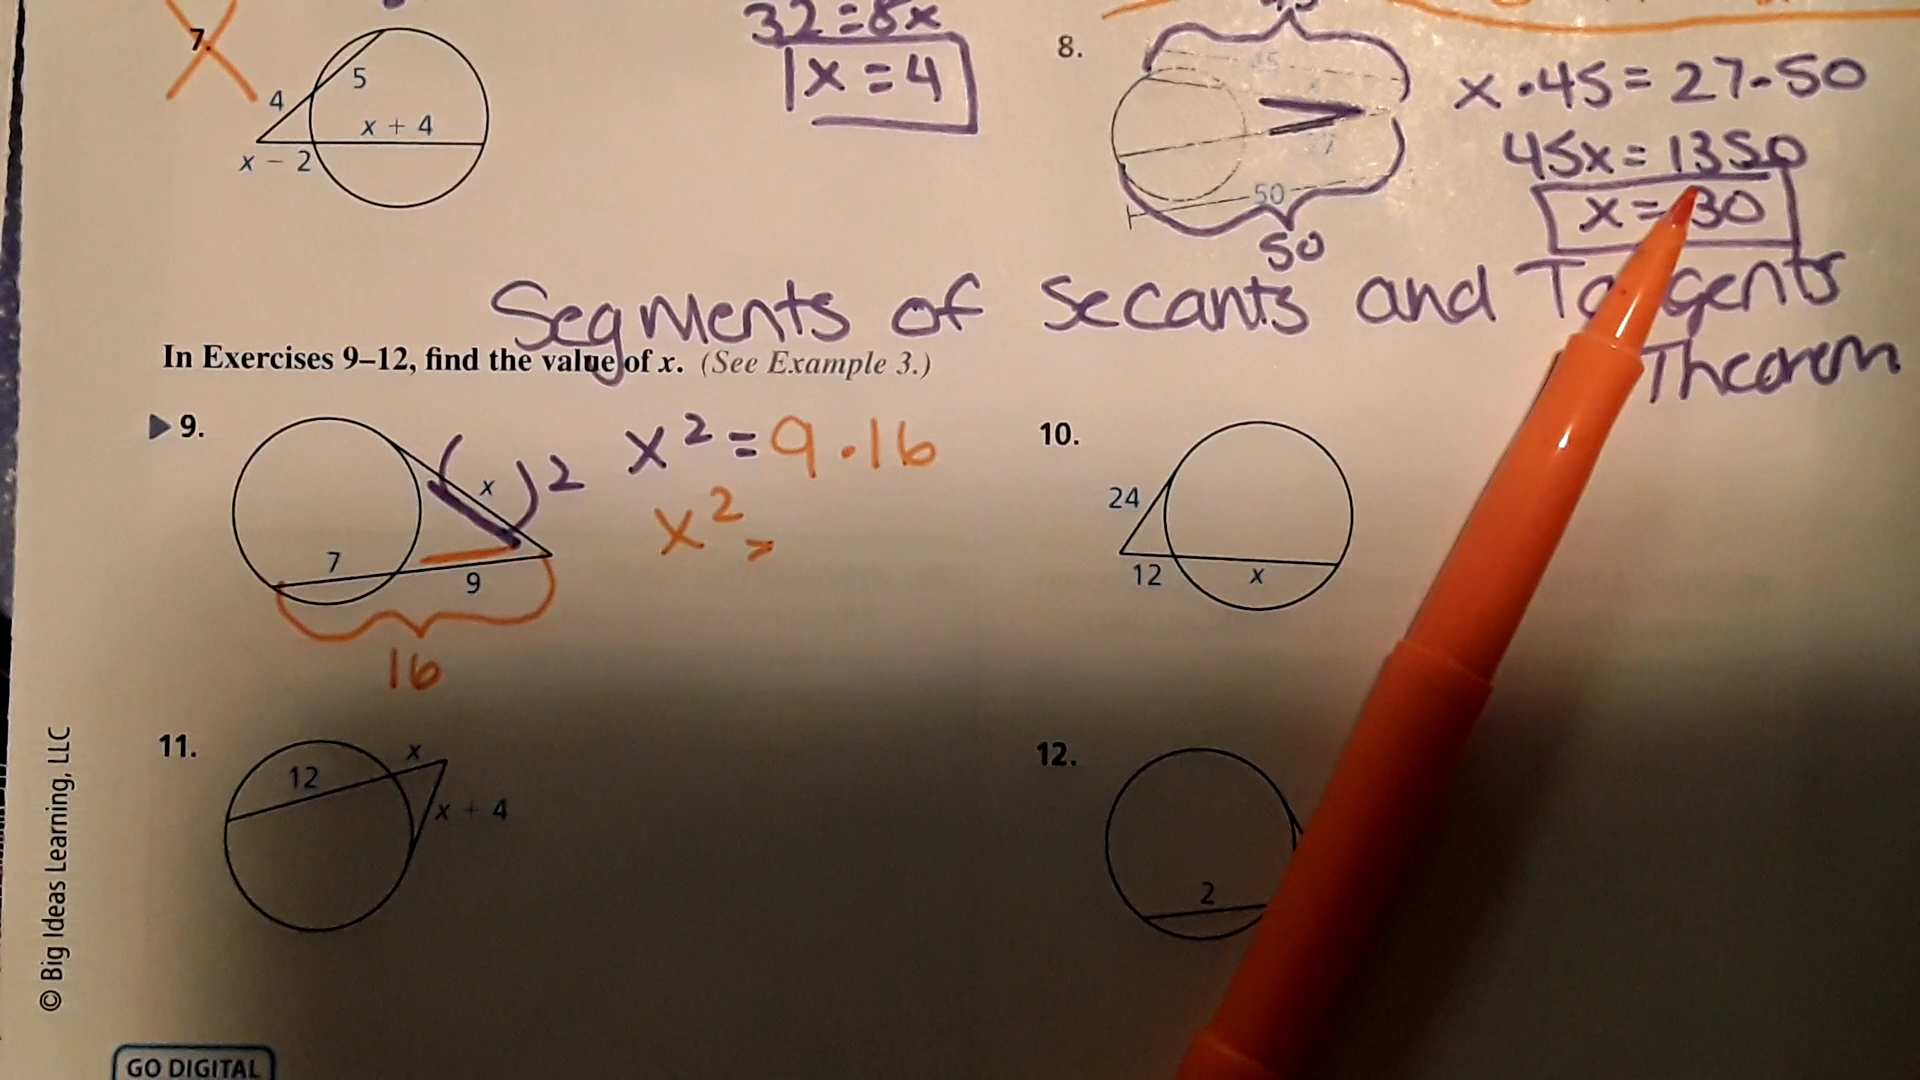 7.
4
5
x + 4
x − 2
32=8x
x=4
8.
45
x
27
50
50
x·45=27·50
45x=1350
x=30
Segments of Secants and Tangents
Theorem
In Exercises 9–12, find the value of x. (See Example 3.)
9.
x
2
7
9
16
x²=9·16
x²
10.
24
12
x
11.
12
x
x + 4
12.
2
© Big Ideas Learning, LLC
GO DIGITAL